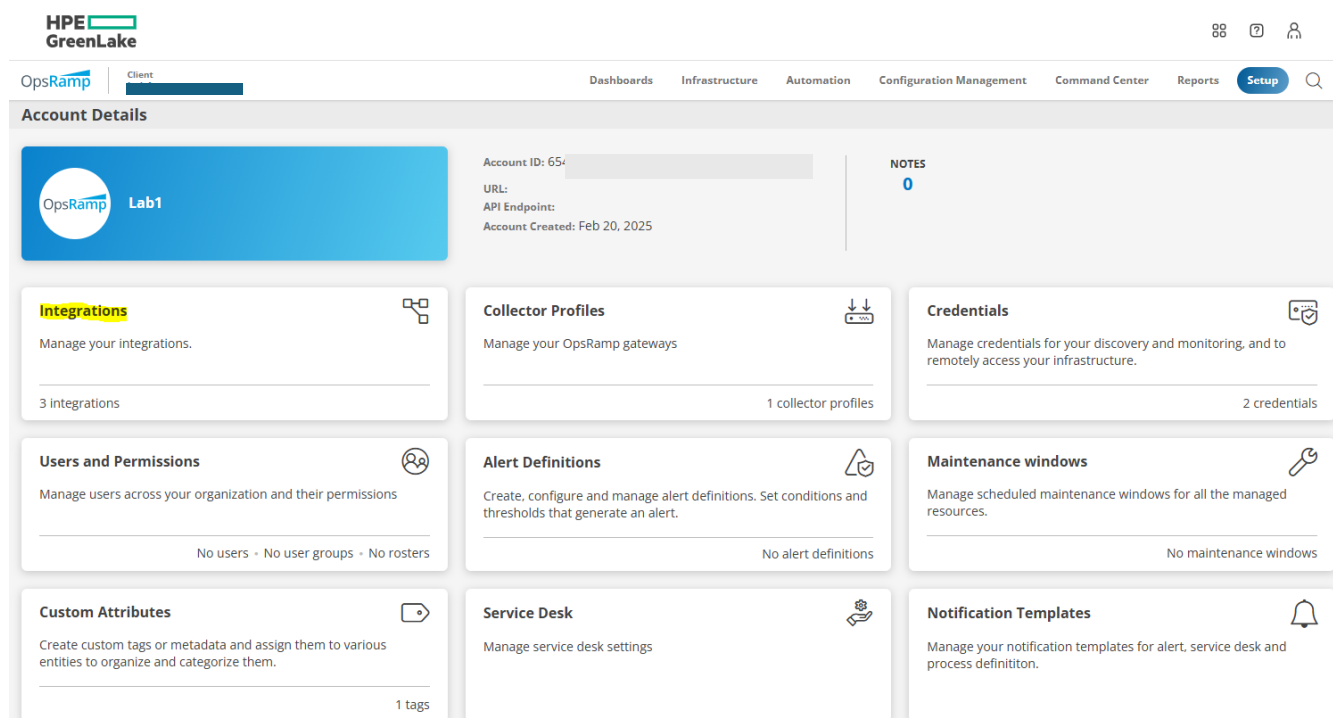 HPE
GreenLake
OpsRamp
Client
Dashboards
Infrastructure
Automation
Configuration Management
Command Center
Reports
Setup
Account Details
OpsRamp
Lab1
Account ID: 654
URL:
API Endpoint:
Account Created: Feb 20, 2025
NOTES
0
Integrations
Manage your integrations.
3 integrations
Collector Profiles
Manage your OpsRamp gateways
1 collector profiles
Credentials
Manage credentials for your discovery and monitoring, and to
remotely access your infrastructure.
2 credentials
Users and Permissions
Manage users across your organization and their permissions
No users • No user groups • No rosters
Alert Definitions
Create, configure and manage alert definitions. Set conditions and
thresholds that generate an alert.
No alert definitions
Maintenance windows
Manage scheduled maintenance windows for all the managed
resources.
No maintenance windows
Custom Attributes
Create custom tags or metadata and assign them to various
entities to organize and categorize them.
1 tags
Service Desk
Manage service desk settings
Notification Templates
Manage your notification templates for alert, service desk and
process definititon.